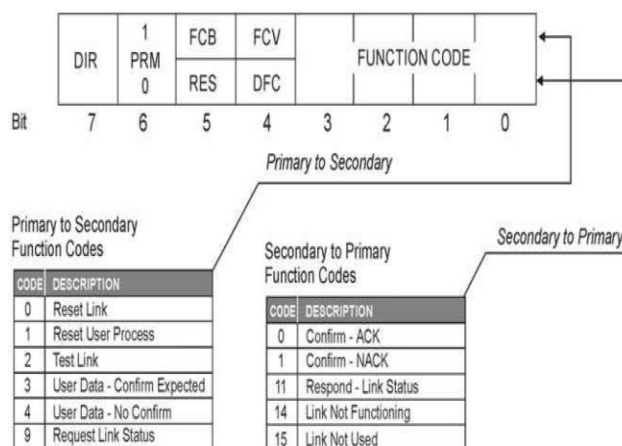 1 FCB FCV
DIR PRM FUNCTION CODE
0 RES DFC
Bit 7 6 5 4 3 2 1 0
Primary to Secondary
Primary to Secondary
Function Codes
CODE DESCRIPTION
0 Reset Link
1 Reset User Process
2 Test Link
3 User Data - Confirm Expected
4 User Data - No Confirm
9 Request Link Status
Secondary to Primary
Secondary to Primary
Function Codes
CODE DESCRIPTION
0 Confirm - ACK
1 Confirm - NACK
11 Respond - Link Status
14 Link Not Functioning
15 Link Not Used